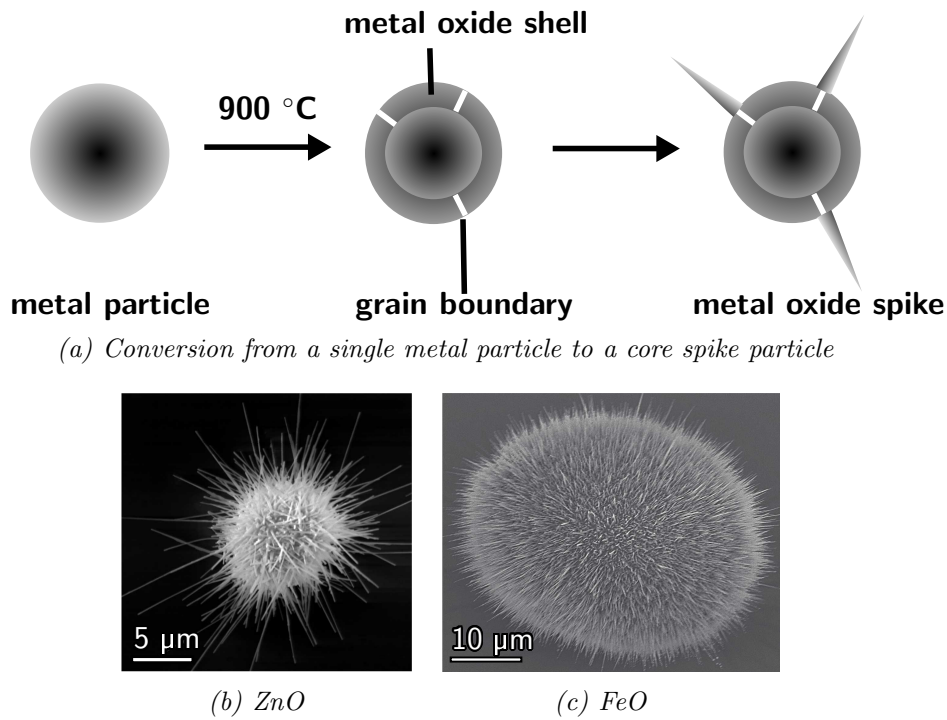 metal oxide shell
900 °C
metal particle
grain boundary
metal oxide spike
(a) Conversion from a single metal particle to a core spike particle
5 µm
10 µm
(b) ZnO
(c) FeO